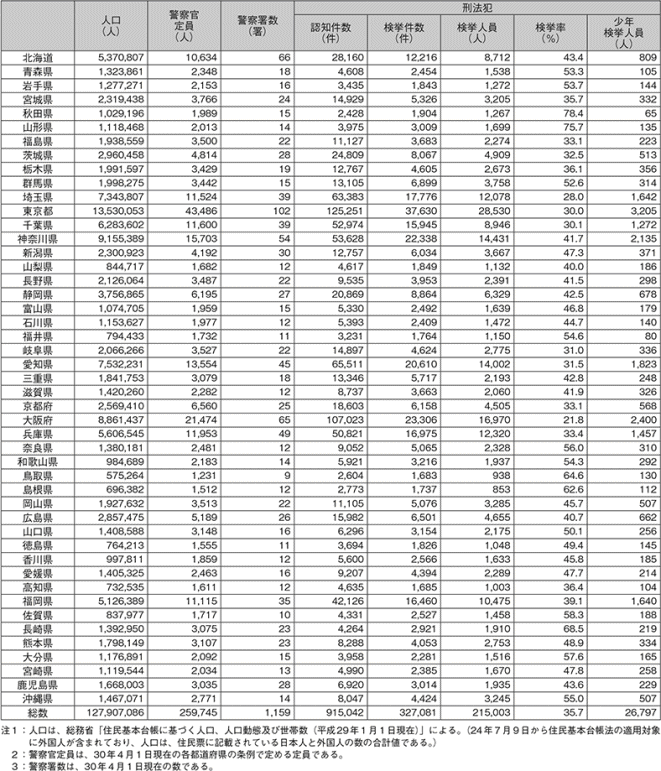 人口
(人)
警察官
定員
(人)
警察署数
(署)
刑法犯
認知件数
(件)
検挙件数
(件)
検挙人員
(人)
検挙率
(%)
少年
検挙人員
(人)
北海道 5,370,807 10,634 66 28,160 12,216 8,712 43.4 809
青森県 1,323,861 2,348 18 4,608 2,454 1,538 53.3 105
岩手県 1,277,271 2,153 16 3,435 1,843 1,272 53.7 144
宮城県 2,319,438 3,766 24 14,929 5,326 3,205 35.7 332
秋田県 1,029,196 1,989 15 2,428 1,904 1,267 78.4 65
山形県 1,118,468 2,013 14 3,975 3,009 1,699 75.7 135
福島県 1,938,559 3,500 22 11,127 3,683 2,274 33.1 223
茨城県 2,960,458 4,814 28 24,809 8,067 4,909 32.5 513
栃木県 1,991,597 3,429 19 12,767 4,605 2,673 36.1 356
群馬県 1,998,275 3,442 15 13,105 6,899 3,758 52.6 314
埼玉県 7,343,807 11,524 39 63,383 17,776 12,078 28.0 1,642
東京都 13,530,053 43,486 102 125,251 37,630 28,530 30.0 3,205
千葉県 6,283,602 11,600 39 52,974 15,945 8,946 30.1 1,272
神奈川県 9,155,389 15,703 54 53,628 22,338 14,431 41.7 2,135
新潟県 2,300,923 4,192 30 12,757 6,034 3,667 47.3 371
山梨県 844,717 1,682 12 4,617 1,849 1,132 40.0 186
長野県 2,126,064 3,487 22 9,535 3,953 2,391 41.5 298
静岡県 3,756,865 6,195 27 20,869 8,864 6,329 42.5 678
富山県 1,074,705 1,959 15 5,330 2,492 1,639 46.8 179
石川県 1,153,627 1,977 12 5,393 2,409 1,472 44.7 140
福井県 794,433 1,732 11 3,231 1,764 1,150 54.6 80
岐阜県 2,066,266 3,527 22 14,897 4,624 2,775 31.0 336
愛知県 7,532,231 13,554 45 65,511 20,610 14,002 31.5 1,823
三重県 1,841,753 3,079 18 13,346 5,717 2,193 42.8 248
滋賀県 1,420,260 2,282 12 8,737 3,663 2,060 41.9 326
京都府 2,569,410 6,560 25 18,603 6,158 4,505 33.1 568
大阪府 8,861,437 21,474 65 107,023 23,306 16,970 21.8 2,400
兵庫県 5,606,545 11,953 49 50,821 16,975 12,320 33.4 1,457
奈良県 1,380,181 2,481 12 9,052 5,065 2,328 56.0 310
和歌山県 984,689 2,183 14 5,921 3,216 1,937 54.3 292
鳥取県 575,264 1,231 9 2,604 1,683 938 64.6 130
島根県 696,382 1,512 12 2,773 1,737 853 62.6 112
岡山県 1,927,632 3,513 22 11,105 5,076 3,285 45.7 507
広島県 2,857,475 5,189 26 15,982 6,501 4,655 40.7 662
山口県 1,408,588 3,148 16 6,296 3,154 2,175 50.1 256
徳島県 764,213 1,555 11 3,694 1,826 1,048 49.4 145
香川県 997,811 1,859 12 5,600 2,566 1,633 45.8 185
愛媛県 1,405,325 2,463 16 9,207 4,394 2,289 47.7 214
高知県 732,535 1,611 12 4,635 1,685 1,003 36.4 104
福岡県 5,126,389 11,115 35 42,126 16,460 10,475 39.1 1,640
佐賀県 837,977 1,717 10 4,331 2,527 1,458 58.3 188
長崎県 1,392,950 3,075 23 4,264 2,921 1,910 68.5 219
熊本県 1,798,149 3,107 23 8,288 4,053 2,753 48.9 334
大分県 1,176,891 2,092 15 3,958 2,281 1,516 57.6 165
宮崎県 1,119,544 2,034 13 4,990 2,385 1,670 47.8 258
鹿児島県 1,668,003 3,035 28 6,920 3,014 1,935 43.6 229
沖縄県 1,467,071 2,771 14 8,047 4,424 3,245 55.0 507
総数 127,907,086 259,745 1,159 915,042 327,081 215,003 35.7 26,797
注1:人口は、総務省「住民基本台帳に基づく人口、人口動態及び世帯数(平成29年1月1日現在)」による。(24年7月9日から住民基本台帳法の適用対象
に外国人が含まれており、人口は、住民票に記載されている日本人と外国人の数の合計値である。)
2:警察官定員は、30年4月1日現在の各都道府県の条例で定める定員である。
3:警察署数は、30年4月1日現在の数である。